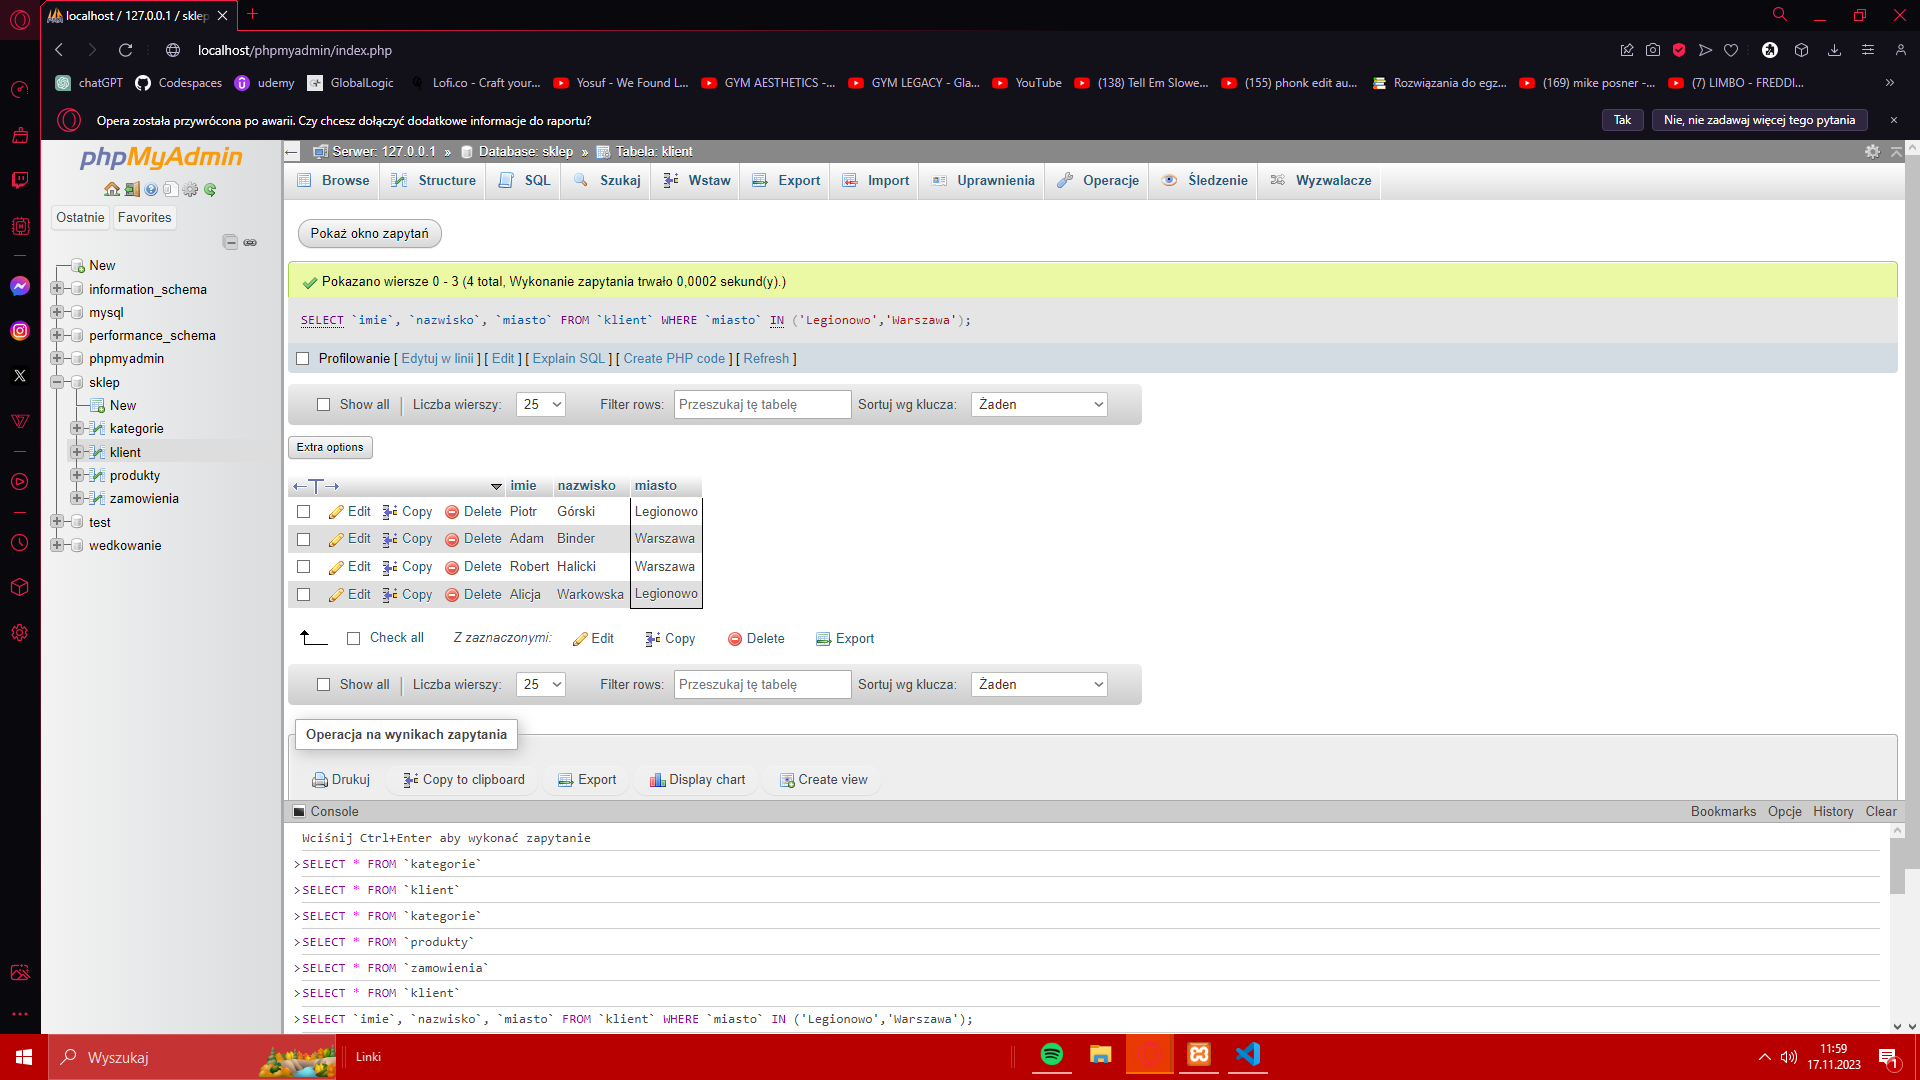 localhost / 127.0.0.1 / sklep
localhost/phpmyadmin/index.php
chatGPT Codespaces udemy GlobalLogic Lofi.co - Craft your... Yosuf - We Found L... GYM AESTHETICS -... GYM LEGACY - Gla... YouTube (138) Tell Em Slowe... (155) phonk edit au... Rozwiązania do egz... (169) mike posner -... (7) LIMBO - FREDDI...
Opera została przywrócona po awarii. Czy chcesz dołączyć dodatkowe informacje do raportu? Tak Nie, nie zadawaj więcej tego pytania
phpMyAdmin
Ostatnie Favorites
New
information_schema
mysql
performance_schema
phpmyadmin
sklep
New
kategorie
klient
produkty
zamowienia
test
wedkowanie
Serwer: 127.0.0.1 » Database: sklep » Tabela: klient
Browse Structure SQL Szukaj Wstaw Export Import Uprawnienia Operacje Śledzenie Wyzwalacze
Pokaż okno zapytań
Pokazano wiersze 0 - 3 (4 total, Wykonanie zapytania trwało 0,0002 sekund(y).)
SELECT `imie`, `nazwisko`, `miasto` FROM `klient` WHERE `miasto` IN ('Legionowo','Warszawa');
Profilowanie [ Edytuj w linii ] [ Edit ] [ Explain SQL ] [ Create PHP code ] [ Refresh ]
Show all Liczba wierszy: 25 Filter rows: Przeszukaj tę tabelę Sortuj wg klucza: Żaden
Extra options
imie nazwisko miasto
Edit Copy Delete Piotr Górski Legionowo
Edit Copy Delete Adam Binder Warszawa
Edit Copy Delete Robert Halicki Warszawa
Edit Copy Delete Alicja Warkowska Legionowo
Check all Z zaznaczonymi: Edit Copy Delete Export
Show all Liczba wierszy: 25 Filter rows: Przeszukaj tę tabelę Sortuj wg klucza: Żaden
Operacja na wynikach zapytania
Drukuj Copy to clipboard Export Display chart Create view
Console Bookmarks Opcje History Clear
Wciśnij Ctrl+Enter aby wykonać zapytanie
>SELECT * FROM `kategorie`
>SELECT * FROM `klient`
>SELECT * FROM `kategorie`
>SELECT * FROM `produkty`
>SELECT * FROM `zamowienia`
>SELECT * FROM `klient`
>SELECT `imie`, `nazwisko`, `miasto` FROM `klient` WHERE `miasto` IN ('Legionowo','Warszawa');
Wyszukaj Linki 11:59
17.11.2023 1